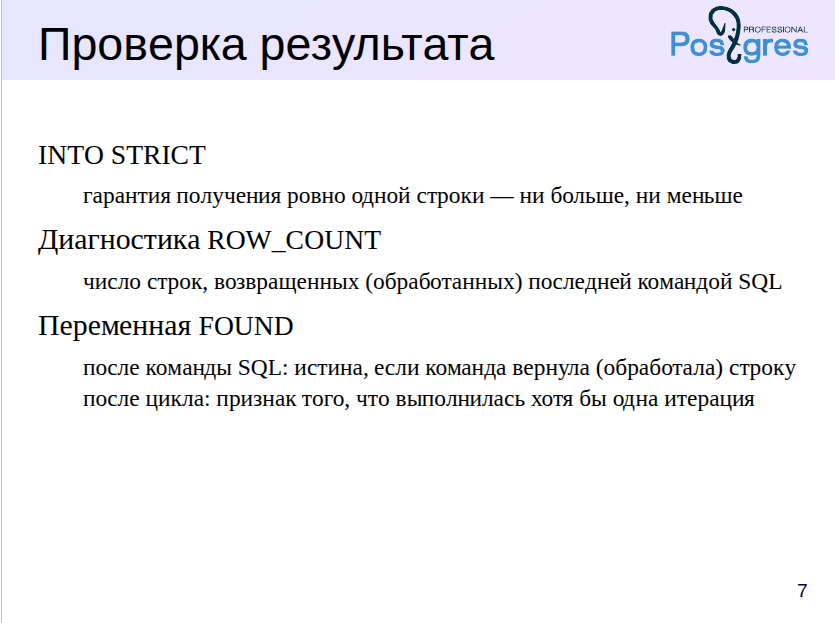 Проверка результата
PROFESSIONAL
Postgres
INTO STRICT
гарантия получения ровно одной строки — ни больше, ни меньше
Диагностика ROW_COUNT
число строк, возвращенных (обработанных) последней командой SQL
Переменная FOUND
после команды SQL: истина, если команда вернула (обработала) строку
после цикла: признак того, что выполнилась хотя бы одна итерация
7